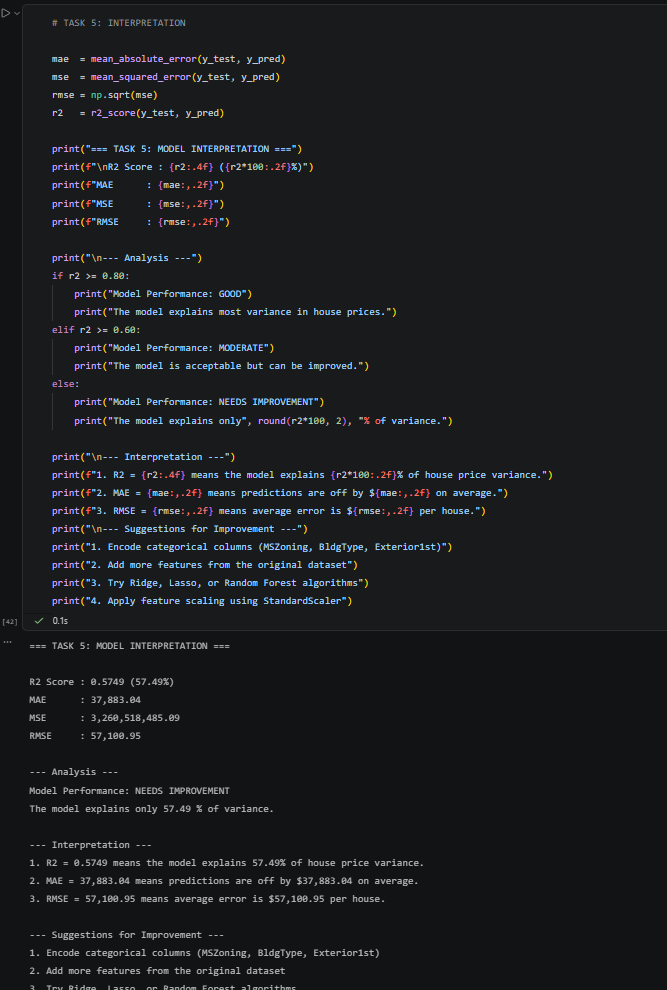 # TASK 5: INTERPRETATION
mae  = mean_absolute_error(y_test, y_pred)
mse  = mean_squared_error(y_test, y_pred)
rmse = np.sqrt(mse)
r2   = r2_score(y_test, y_pred)
print("=== TASK 5: MODEL INTERPRETATION ===")
print(f"\nR2 Score : {r2:.4f} ({r2*100:.2f}%)")
print(f"MAE      : {mae:,.2f}")
print(f"MSE      : {mse:,.2f}")
print(f"RMSE     : {rmse:,.2f}")
print("\n--- Analysis ---")
if r2 >= 0.80:
    print("Model Performance: GOOD")
    print("The model explains most variance in house prices.")
elif r2 >= 0.60:
    print("Model Performance: MODERATE")
    print("The model is acceptable but can be improved.")
else:
    print("Model Performance: NEEDS IMPROVEMENT")
    print("The model explains only", round(r2*100, 2), "% of variance.")
print("\n--- Interpretation ---")
print(f"1. R2 = {r2:.4f} means the model explains {r2*100:.2f}% of house price variance.")
print(f"2. MAE = {mae:,.2f} means predictions are off by ${mae:,.2f} on average.")
print(f"3. RMSE = {rmse:,.2f} means average error is ${rmse:,.2f} per house.")
print("\n--- Suggestions for Improvement ---")
print("1. Encode categorical columns (MSZoning, BldgType, Exterior1st)")
print("2. Add more features from the original dataset")
print("3. Try Ridge, Lasso, or Random Forest algorithms")
print("4. Apply feature scaling using StandardScaler")
[42] ✓ 0.1s
... === TASK 5: MODEL INTERPRETATION ===
R2 Score : 0.5749 (57.49%)
MAE      : 37,883.04
MSE      : 3,260,518,485.09
RMSE     : 57,100.95
--- Analysis ---
Model Performance: NEEDS IMPROVEMENT
The model explains only 57.49 % of variance.
--- Interpretation ---
1. R2 = 0.5749 means the model explains 57.49% of house price variance.
2. MAE = 37,883.04 means predictions are off by $37,883.04 on average.
3. RMSE = 57,100.95 means average error is $57,100.95 per house.
--- Suggestions for Improvement ---
1. Encode categorical columns (MSZoning, BldgType, Exterior1st)
2. Add more features from the original dataset
3. Try Ridge, Lasso, or Random Forest algorithms